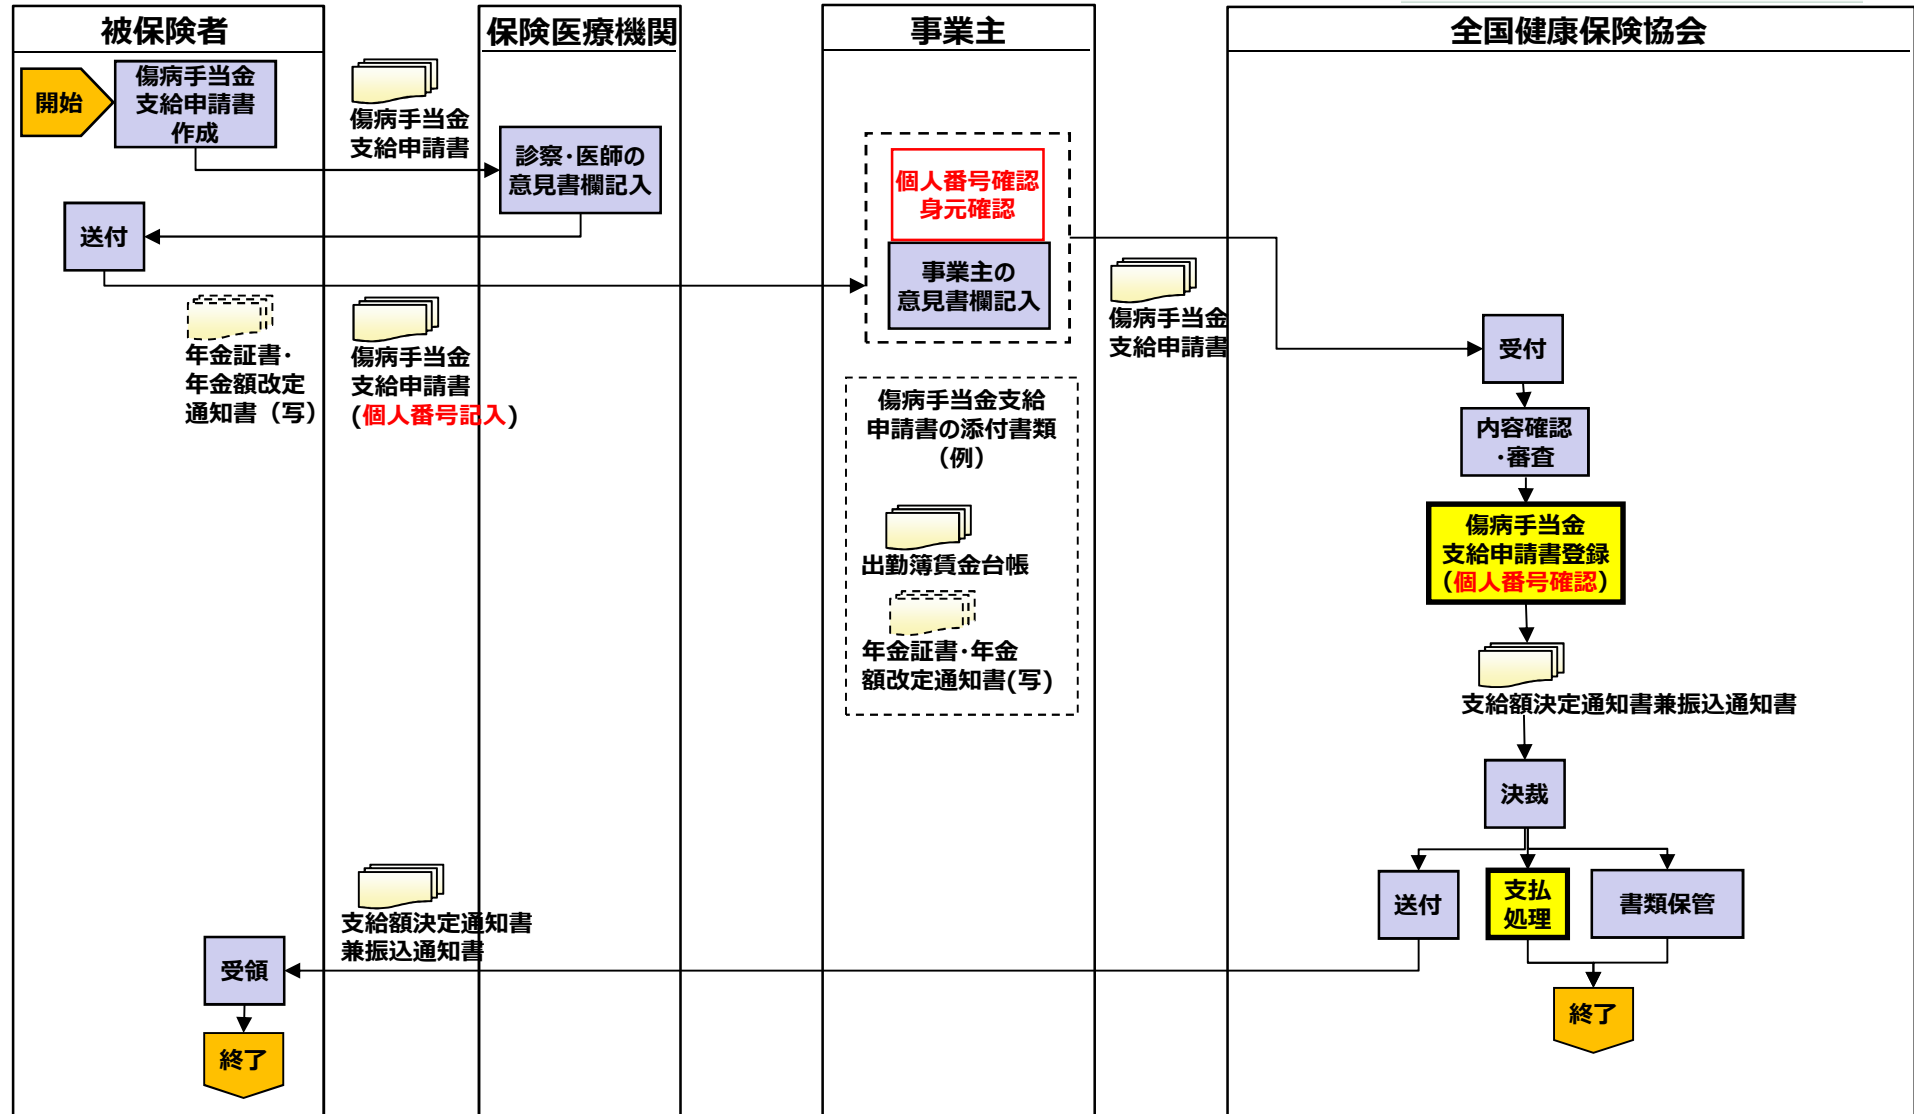 被保険者
保険医療機関
事業主
全国健康保険協会
開始
傷病手当金
支給申請書
作成
傷病手当金
支給申請書
診察・医師の
意見書欄記入
送付
年金証書・
年金額改定
通知書（写）
傷病手当金
支給申請書
(個人番号記入)
個人番号確認
身元確認
事業主の
意見書欄記入
傷病手当金支給
申請書の添付書類
（例）
出勤簿賃金台帳
年金証書・年金
額改定通知書(写)
傷病手当金
支給申請書
受付
内容確認
・審査
傷病手当金
支給申請書登録
（個人番号確認）
支給額決定通知書兼振込通知書
決裁
送付
支払
処理
書類保管
終了
支給額決定通知書
兼振込通知書
受領
終了